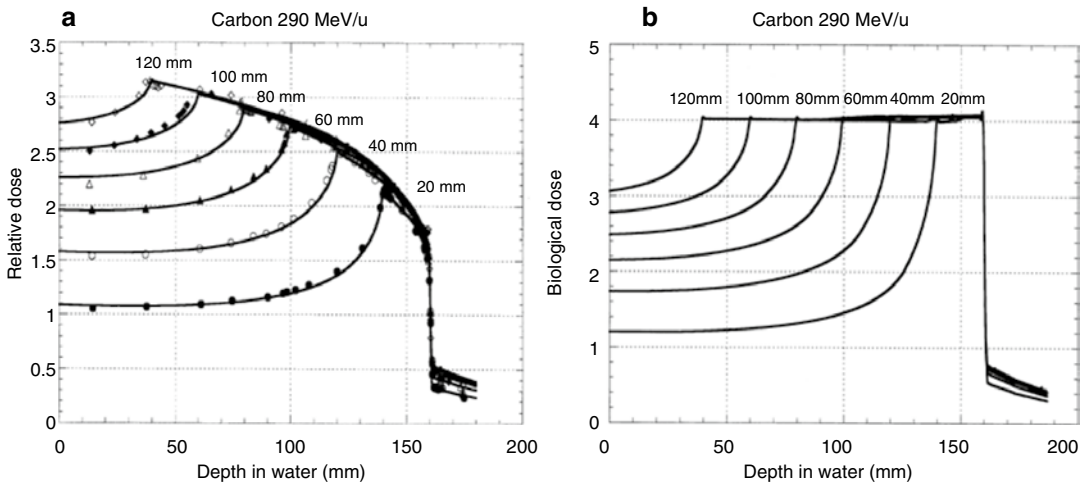 a
Carbon 290 MeV/u
3.5
3
2.5
2
1.5
1
0.5
0
Relative dose
120 mm
100 mm
80 mm
60 mm
40 mm
20 mm
0
50
100
150
200
Depth in water (mm)
b
Carbon 290 MeV/u
5
4
3
2
1
0
Biological dose
120mm
100mm
80mm
60mm
40mm
20mm
0
50
100
150
200
Depth in water (mm)